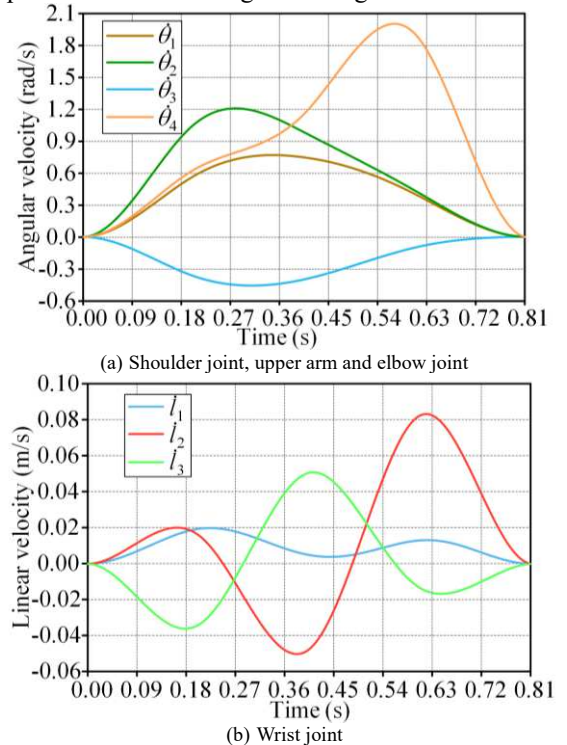 2.1
1.8
1.5
1.2
0.9
0.6
0.3
0.0
-0.3
-0.6
Angular velocity (rad/s)
θ̇1
θ̇2
θ̇3
θ̇4
0.00 0.09 0.18 0.27 0.36 0.45 0.54 0.63 0.72 0.81
Time (s)
(a) Shoulder joint, upper arm and elbow joint
0.10
0.08
0.06
0.04
0.02
0.00
-0.02
-0.04
-0.06
Linear velocity (m/s)
l̇1
l̇2
l̇3
0.00 0.09 0.18 0.27 0.36 0.45 0.54 0.63 0.72 0.81
Time (s)
(b) Wrist joint